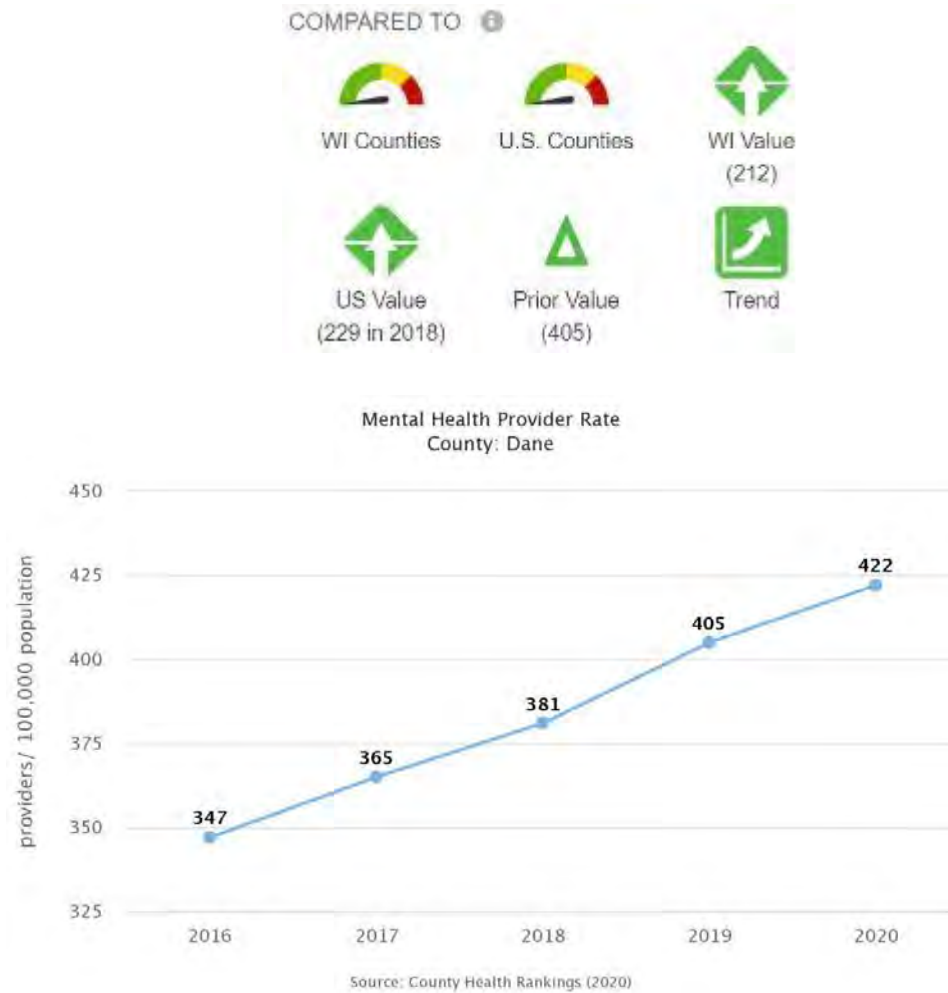 COMPARED TO
WI Counties
U.S. Counties
WI Value
(212)
US Value
(229 in 2018)
Prior Value
(405)
Trend
Mental Health Provider Rate
County: Dane
providers/ 100,000 population
450
425
400
375
350
325
347
365
381
405
422
2016
2017
2018
2019
2020
Source: County Health Rankings (2020)